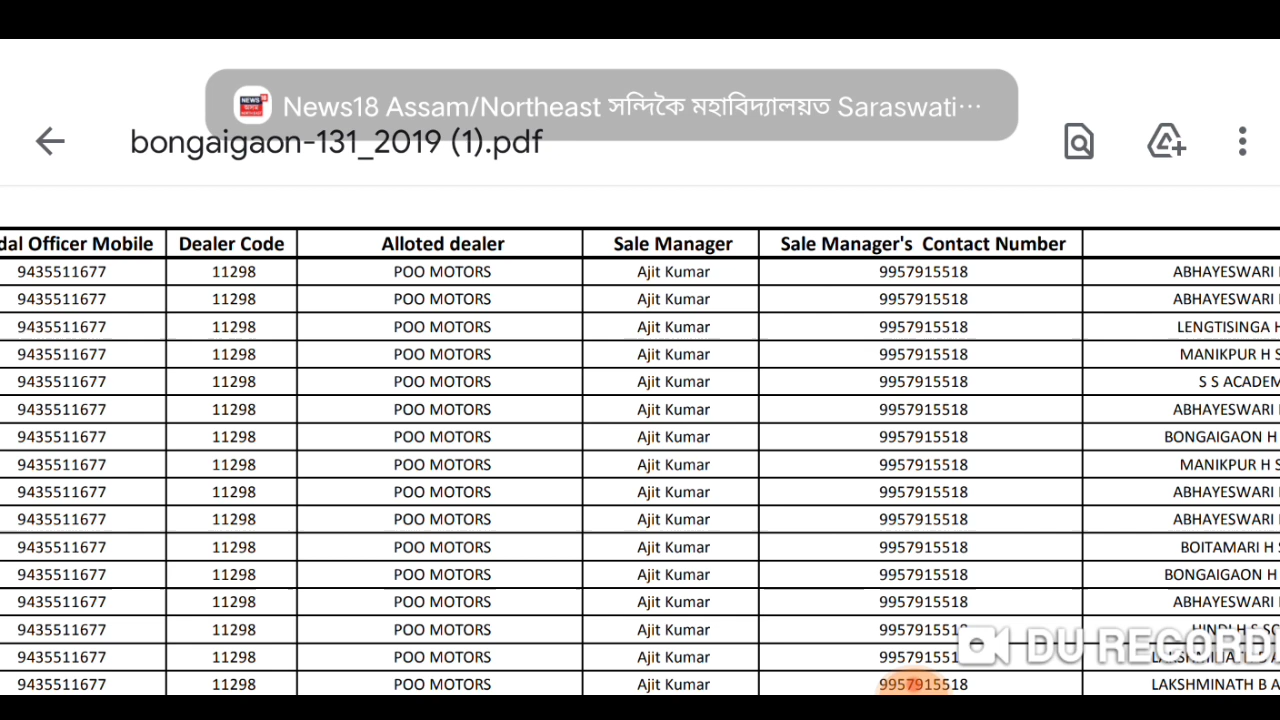 News18 Assam/Northeast সন্দিকৈ মহাবিদ্যালয়ত Saraswati...
bongaigaon-131_2019 (1).pdf
dal Officer Mobile Dealer Code Alloted dealer Sale Manager Sale Manager's Contact Number
9435511677 11298 POO MOTORS Ajit Kumar 9957915518 ABHAYESWARI
9435511677 11298 POO MOTORS Ajit Kumar 9957915518 ABHAYESWARI
9435511677 11298 POO MOTORS Ajit Kumar 9957915518 LENGTISINGA H
9435511677 11298 POO MOTORS Ajit Kumar 9957915518 MANIKPUR H S
9435511677 11298 POO MOTORS Ajit Kumar 9957915518 S S ACADEM
9435511677 11298 POO MOTORS Ajit Kumar 9957915518 ABHAYESWARI
9435511677 11298 POO MOTORS Ajit Kumar 9957915518 BONGAIGAON H
9435511677 11298 POO MOTORS Ajit Kumar 9957915518 MANIKPUR H S
9435511677 11298 POO MOTORS Ajit Kumar 9957915518 ABHAYESWARI
9435511677 11298 POO MOTORS Ajit Kumar 9957915518 ABHAYESWARI
9435511677 11298 POO MOTORS Ajit Kumar 9957915518 BOITAMARI H S
9435511677 11298 POO MOTORS Ajit Kumar 9957915518 BONGAIGAON H
9435511677 11298 POO MOTORS Ajit Kumar 9957915518 ABHAYESWARI
9435511677 11298 POO MOTORS Ajit Kumar 9957915518 HINDI H S SC
DU RECORD
9435511677 11298 POO MOTORS Ajit Kumar 995791551
9435511677 11298 POO MOTORS Ajit Kumar 9957915518 LAKSHMINATH B A